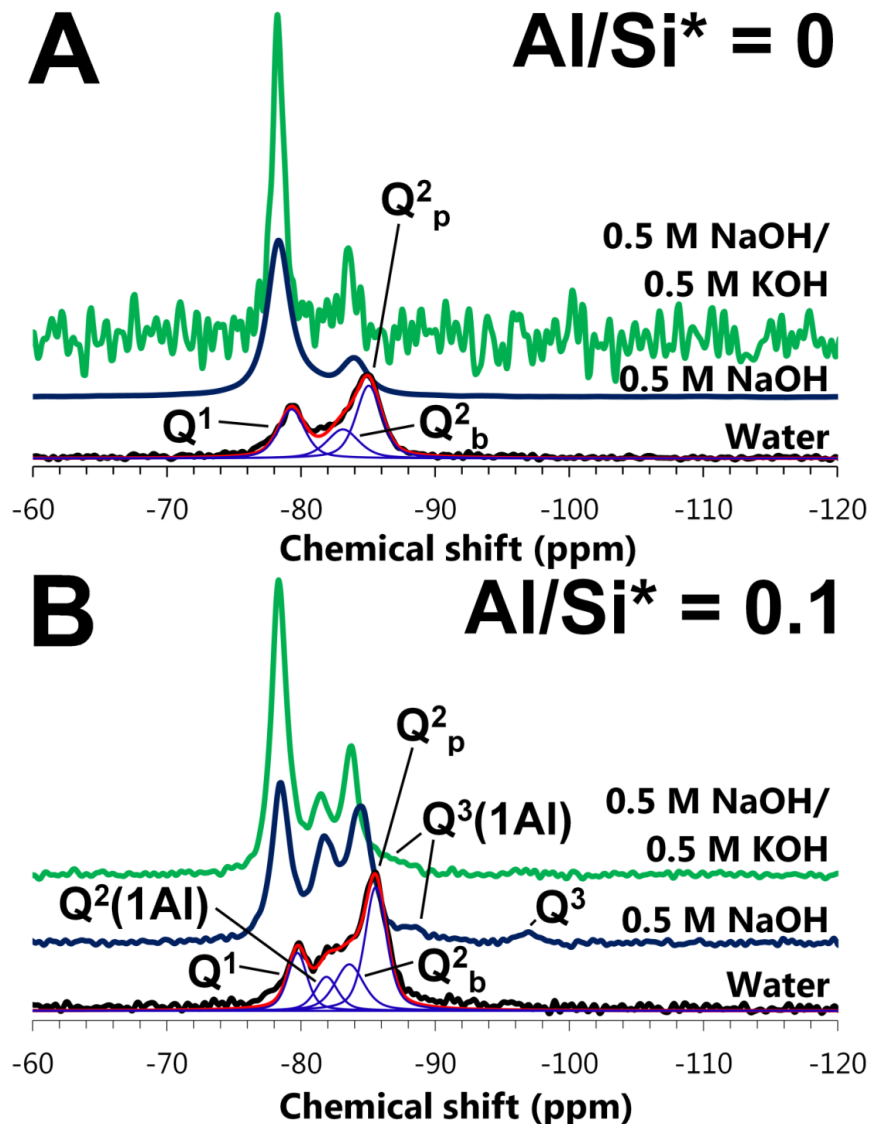 A
Al/Si* = 0
Q²p
0.5 M NaOH/
0.5 M KOH
0.5 M NaOH
Q¹
Q²b
Water
-60 -70 -80 -90 -100 -110 -120
Chemical shift (ppm)
B
Al/Si* = 0.1
Q²p
0.5 M NaOH/
0.5 M KOH
Q³(1Al)
Q²(1Al)
Q³
0.5 M NaOH
Q¹
Q²b
Water
-60 -70 -80 -90 -100 -110 -120
Chemical shift (ppm)